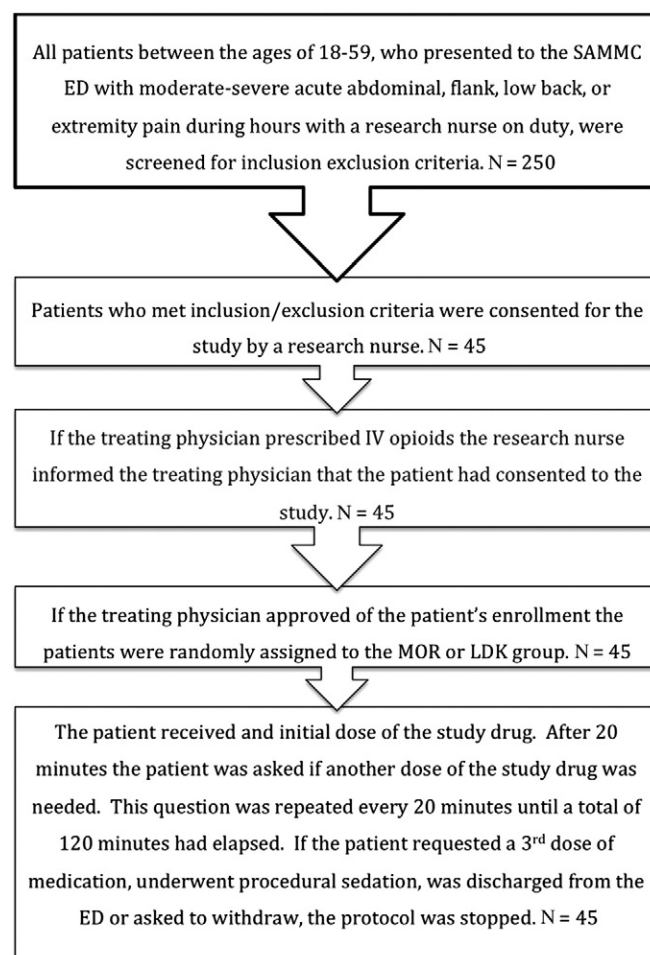 All patients between the ages of 18-59, who presented to the SAMMC
ED with moderate-severe acute abdominal, flank, low back, or
extremity pain during hours with a research nurse on duty, were
screened for inclusion exclusion criteria. N = 250
Patients who met inclusion/exclusion criteria were consented for the
study by a research nurse. N = 45
If the treating physician prescribed IV opioids the research nurse
informed the treating physician that the patient had consented to the
study. N = 45
If the treating physician approved of the patient's enrollment the
patients were randomly assigned to the MOR or LDK group. N = 45
The patient received and initial dose of the study drug. After 20
minutes the patient was asked if another dose of the study drug was
needed. This question was repeated every 20 minutes until a total of
120 minutes had elapsed. If the patient requested a 3rd dose of
medication, underwent procedural sedation, was discharged from the
ED or asked to withdraw, the protocol was stopped. N = 45